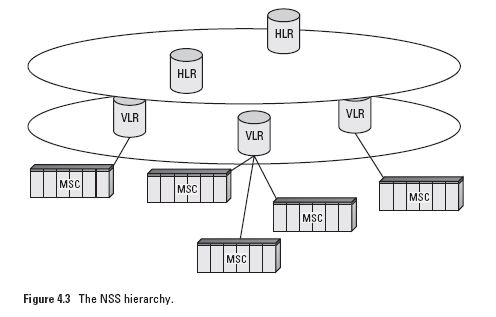 HLR
HLR
VLR
VLR
VLR
MSC
MSC
MSC
MSC
MSC
Figure 4.3 The NSS hierarchy.